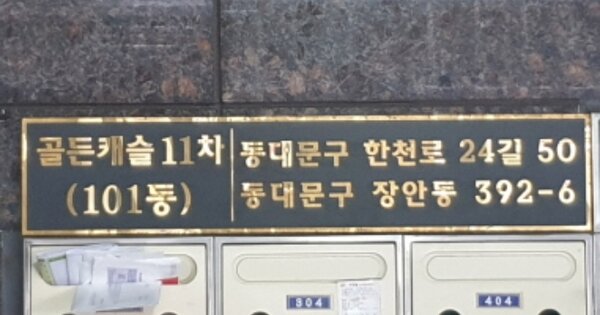 골든캐슬 11차
(101동)
동대문구 한천로 24길 50
동대문구 장안동 392-6
304
404